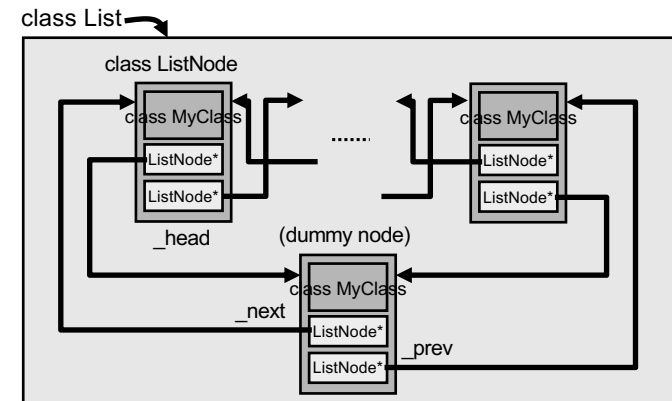 class List
class ListNode
class MyClass
ListNode*
ListNode*
_head
......
class MyClass
ListNode*
ListNode*
(dummy node)
class MyClass
_next
ListNode*
ListNode*
_prev